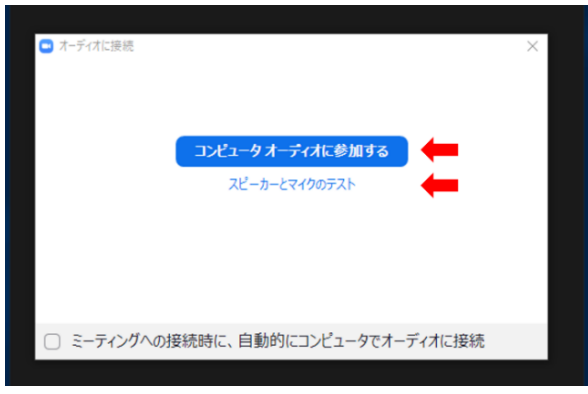 オーディオに接続
コンピュータ オーディオに参加する
スピーカーとマイクのテスト
ミーティングへの接続時に、自動的にコンピュータでオーディオに接続